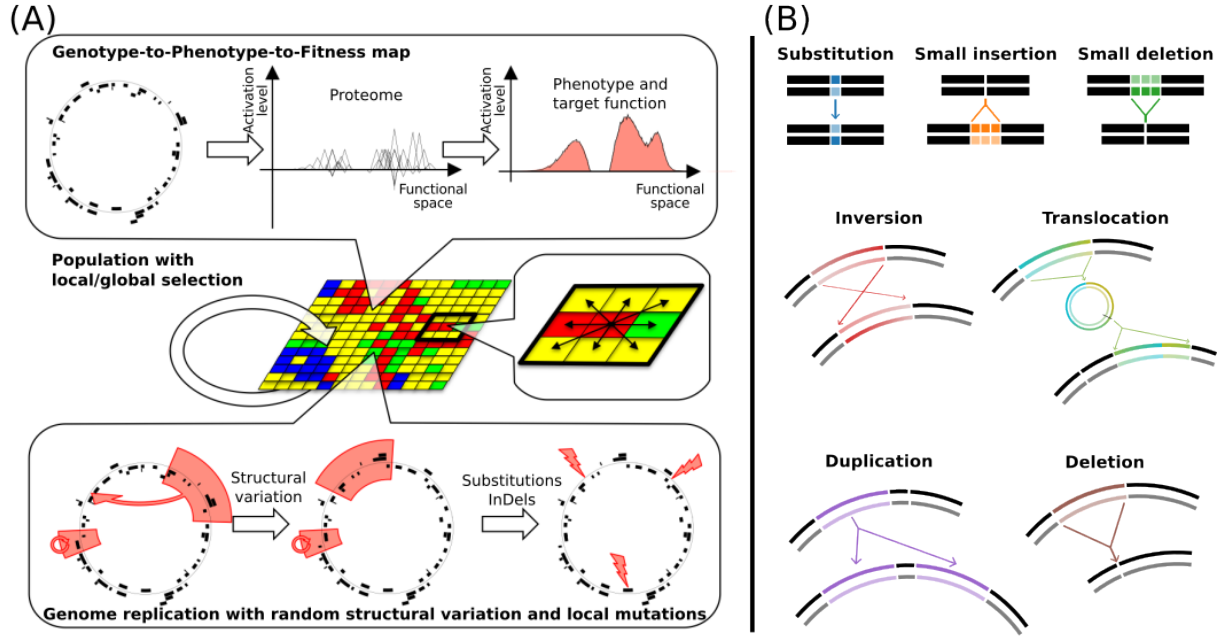 (A)
Genotype-to-Phenotype-to-Fitness map
Activation
level
Proteome
Functional
space
Activation
level
Phenotype and
target function
Functional
space
Population with
local/global selection
Structural
variation
Substitutions
InDels
Genome replication with random structural variation and local mutations
(B)
Substitution
Small insertion
Small deletion
Inversion
Translocation
Duplication
Deletion